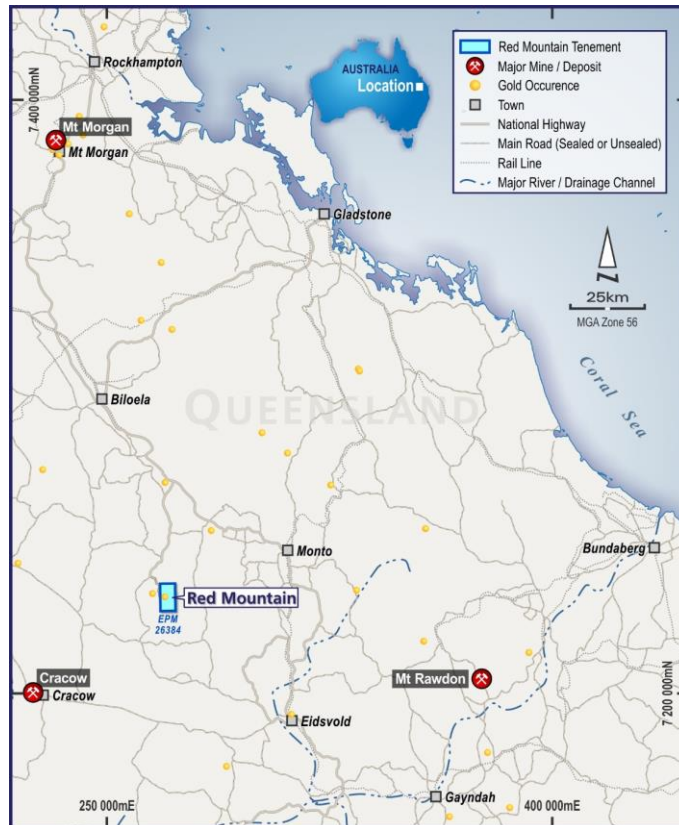 Rockhampton
7 400 000mN
Mt Morgan
Mt Morgan
AUSTRALIA
Location
Red Mountain Tenement
Major Mine / Deposit
Gold Occurence
Town
National Highway
Main Road (Sealed or Unsealed)
Rail Line
Major River / Drainage Channel
Gladstone
N
25km
MGA Zone 56
Coral Sea
Biloela
QUEENSLAND
Monto
Bundaberg
Red Mountain
EPM
26384
Cracow
Cracow
Mt Rawdon
7 200 000mN
Eidsvold
Gayndah
250 000mE
400 000mE